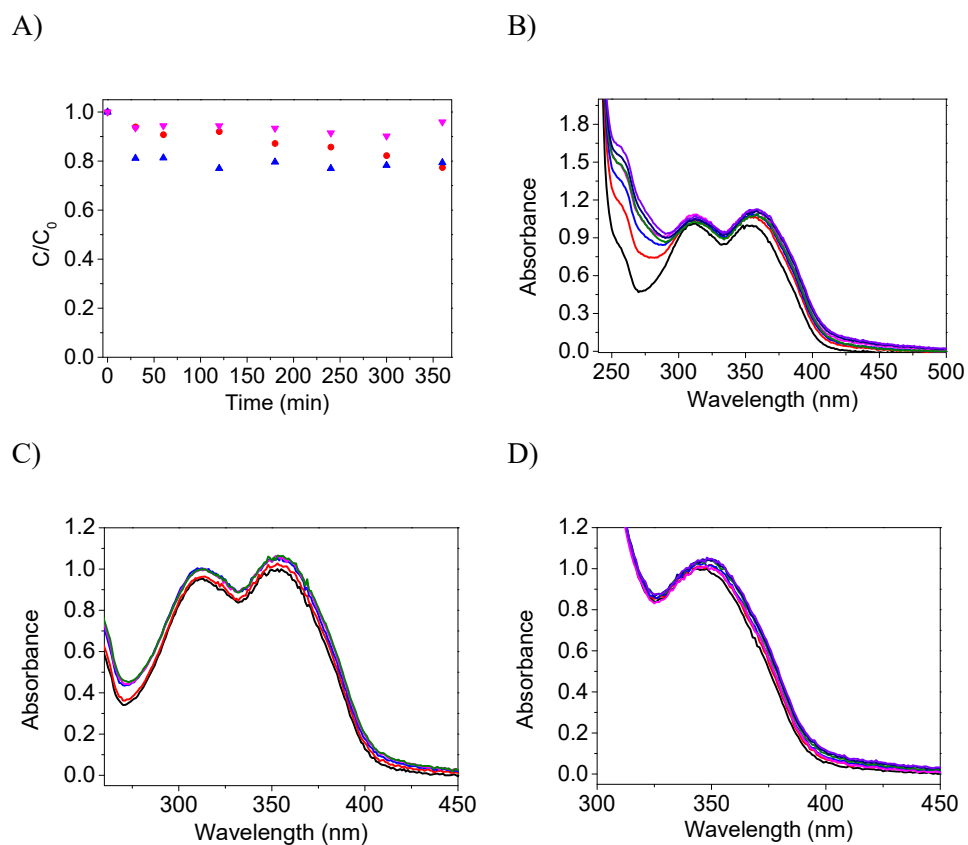 A)
B)
1.0
0.8
0.6
0.4
0.2
0.0
C/C₀
0 50 100 150 200 250 300 350
Time (min)
1.8
1.5
1.2
0.9
0.6
0.3
0.0
Absorbance
250 300 350 400 450 500
Wavelength (nm)
C)
D)
1.2
1.0
0.8
0.6
0.4
0.2
0.0
Absorbance
300 350 400 450
Wavelength (nm)
1.2
1.0
0.8
0.6
0.4
0.2
0.0
Absorbance
300 350 400 450
Wavelength (nm)